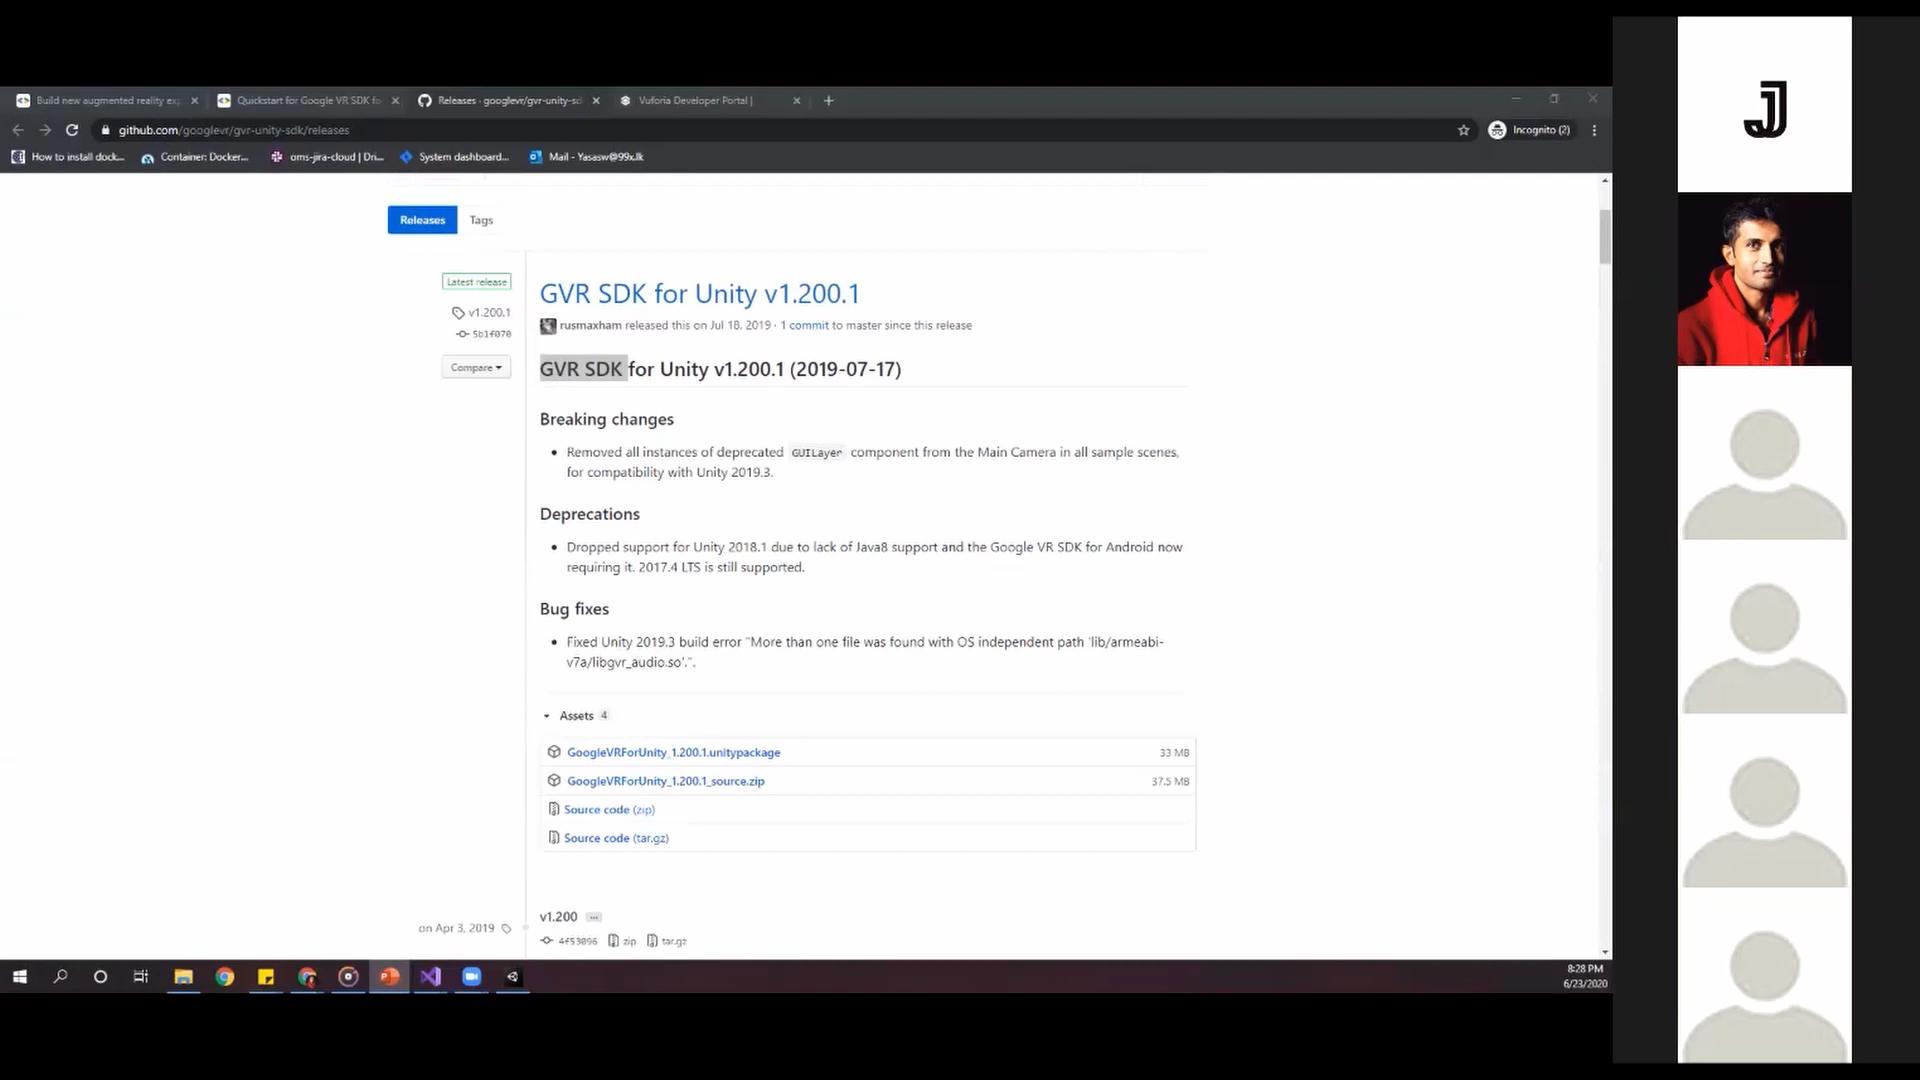 Build new augmented reality ex
Quickstart for Google VR SDK fo
Releases · googlevr/gvr-unity-sd
Vuforia Developer Portal |
github.com/googlevr/gvr-unity-sdk/releases
Incognito (2)
How to install dock...
Container: Docker...
oms-jira-cloud | Dri...
System dashboard...
Mail - Yasasw@99x.lk
Releases
Tags
Latest release
v1.200.1
5b1f070
Compare
GVR SDK for Unity v1.200.1
rusmaxham released this on Jul 18, 2019 · 1 commit to master since this release
GVR SDK for Unity v1.200.1 (2019-07-17)
Breaking changes
• Removed all instances of deprecated GUILayer component from the Main Camera in all sample scenes,
for compatibility with Unity 2019.3.
Deprecations
• Dropped support for Unity 2018.1 due to lack of Java8 support and the Google VR SDK for Android now
requiring it. 2017.4 LTS is still supported.
Bug fixes
• Fixed Unity 2019.3 build error "More than one file was found with OS independent path 'lib/armeabi-
v7a/libgvr_audio.so'.".
Assets 4
GoogleVRForUnity_1.200.1.unitypackage 33 MB
GoogleVRForUnity_1.200.1_source.zip 37.5 MB
Source code (zip)
Source code (tar.gz)
on Apr 3, 2019
v1.200 ...
4f53096 zip tar.gz
8:28 PM
6/23/2020